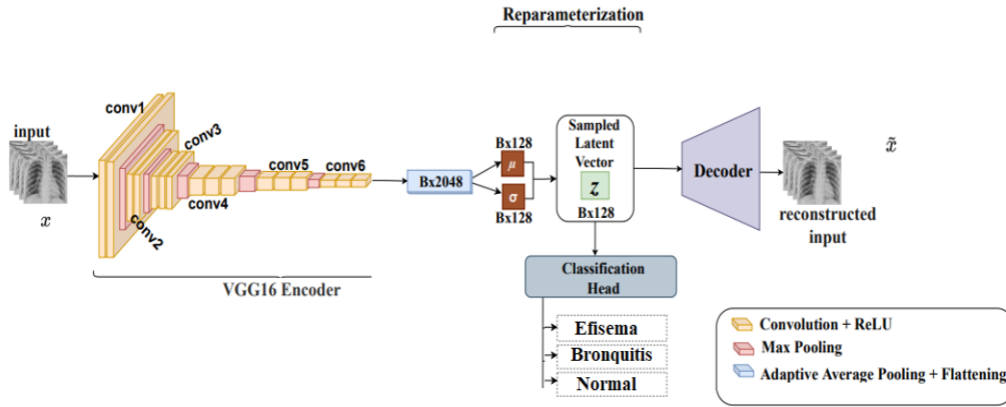 Reparameterization
input
x
conv1
conv2
conv3
conv4
conv5
conv6
VGG16 Encoder
Bx2048
Bx128
μ
σ
Bx128
Sampled
Latent
Vector
z
Bx128
Decoder
x̃
reconstructed
input
Classification
Head
Efisema
Bronquitis
Normal
Convolution + ReLU
Max Pooling
Adaptive Average Pooling + Flattening